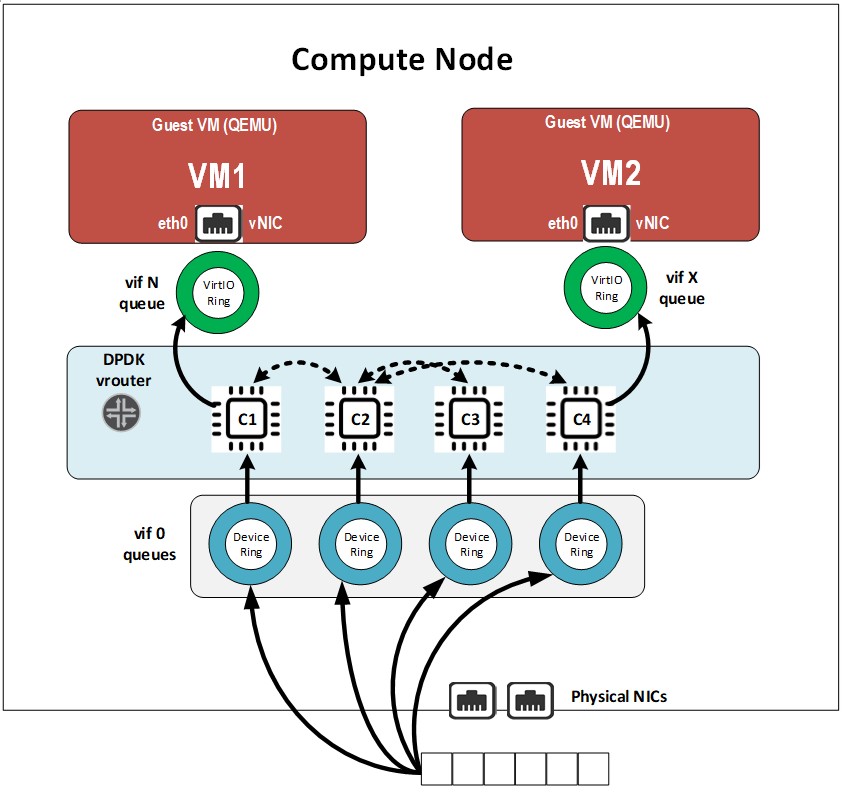 Compute Node
Guest VM (QEMU)
VM1
eth0
vNIC
Guest VM (QEMU)
VM2
eth0
vNIC
vif N
queue
VirtIO
Ring
VirtIO
Ring
vif X
queue
DPDK
vrouter
C1
C2
C3
C4
vif 0
queues
Device
Ring
Device
Ring
Device
Ring
Device
Ring
Physical NICs